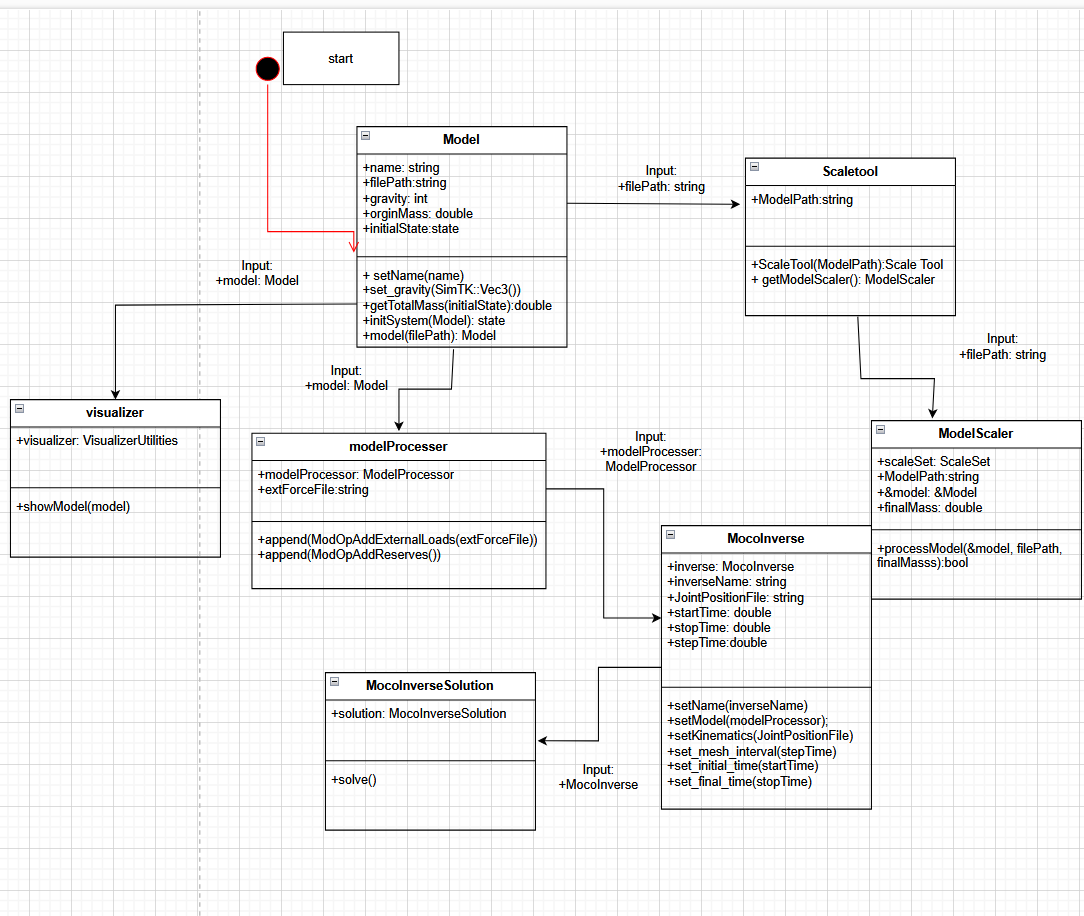 start
Model
+name: string
+filePath:string
+gravity: int
+orginMass: double
+initialState:state
+ setName(name)
+set_gravity(SimTK::Vec3())
+getTotalMass(initialState):double
+initSystem(Model): state
+model(filePath): Model
Input:
+filePath: string
Scaletool
+ModelPath:string
+ScaleTool(ModelPath):Scale Tool
+ getModelScaler(): ModelScaler
Input:
+model: Model
Input:
+filePath: string
Input:
+model: Model
visualizer
+visualizer: VisualizerUtilities
+showModel(model)
modelProcesser
+modelProcessor: ModelProcessor
+extForceFile:string
+append(ModOpAddExternalLoads(extForceFile))
+append(ModOpAddReserves())
Input:
+modelProcesser:
ModelProcessor
ModelScaler
+scaleSet: ScaleSet
+ModelPath:string
+&model: &Model
+finalMass: double
+processModel(&model, filePath,
finalMasss):bool
MocoInverse
+inverse: MocoInverse
+inverseName: string
+JointPositionFile: string
+startTime: double
+stopTime: double
+stepTime:double
+setName(inverseName)
+setModel(modelProcessor);
+setKinematics(JointPositionFile)
+set_mesh_interval(stepTime)
+set_initial_time(startTime)
+set_final_time(stopTime)
MocoInverseSolution
+solution: MocoInverseSolution
+solve()
Input:
+MocoInverse